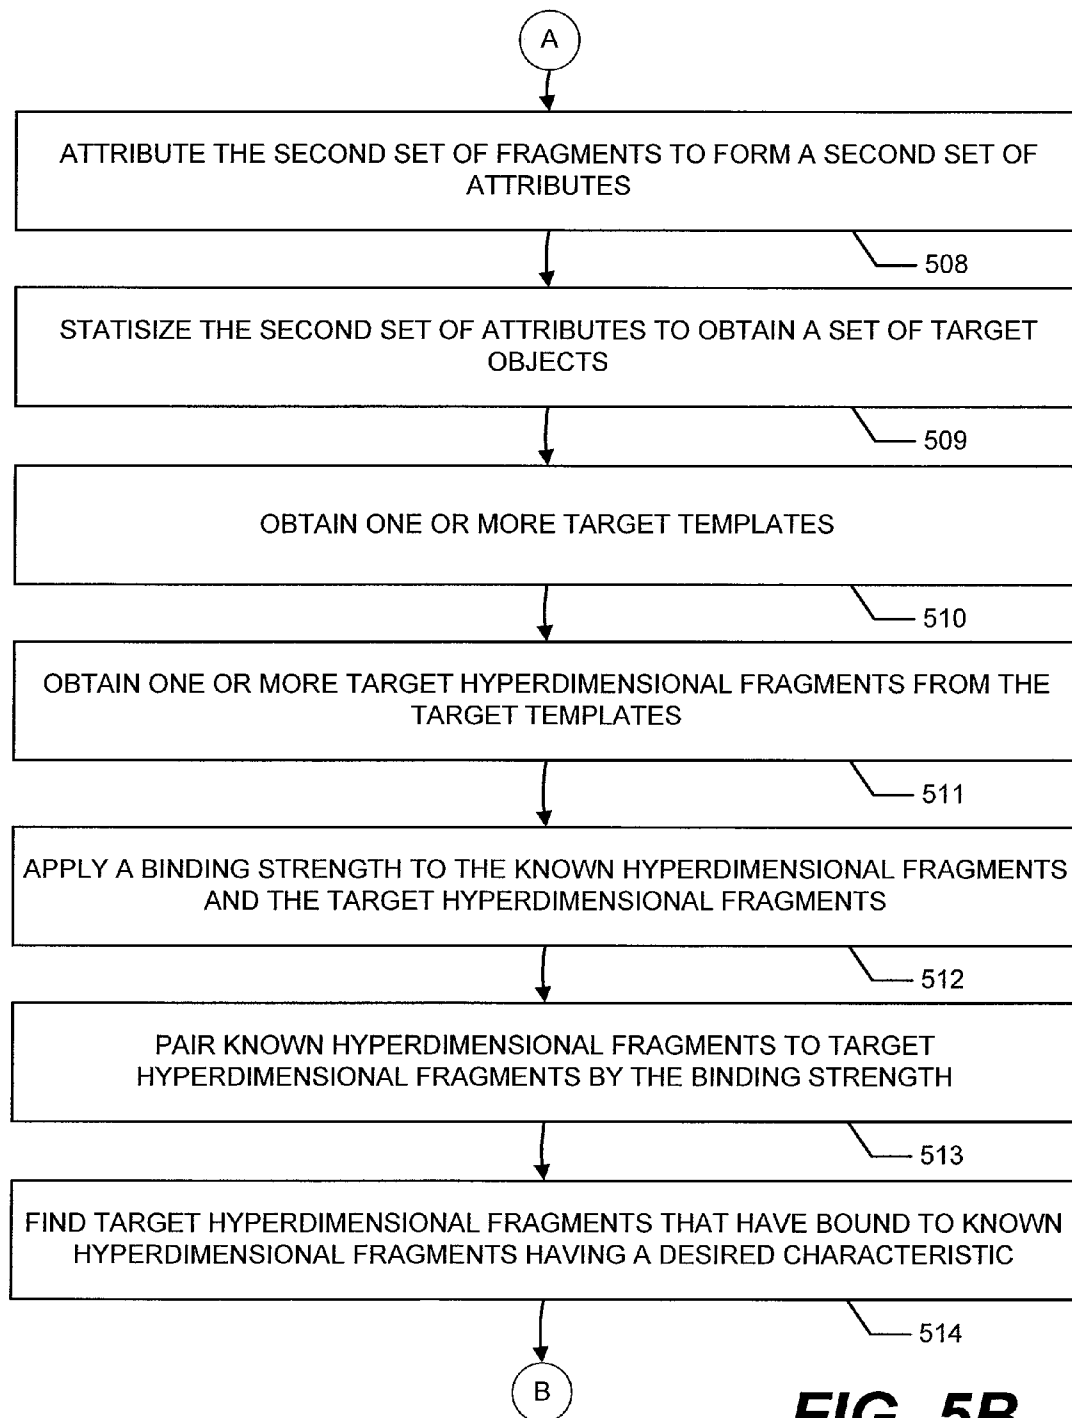 A
ATTRIBUTE THE SECOND SET OF FRAGMENTS TO FORM A SECOND SET OF
ATTRIBUTES
508
STATISIZE THE SECOND SET OF ATTRIBUTES TO OBTAIN A SET OF TARGET
OBJECTS
509
OBTAIN ONE OR MORE TARGET TEMPLATES
510
OBTAIN ONE OR MORE TARGET HYPERDIMENSIONAL FRAGMENTS FROM THE
TARGET TEMPLATES
511
APPLY A BINDING STRENGTH TO THE KNOWN HYPERDIMENSIONAL FRAGMENTS
AND THE TARGET HYPERDIMENSIONAL FRAGMENTS
512
PAIR KNOWN HYPERDIMENSIONAL FRAGMENTS TO TARGET
HYPERDIMENSIONAL FRAGMENTS BY THE BINDING STRENGTH
513
FIND TARGET HYPERDIMENSIONAL FRAGMENTS THAT HAVE BOUND TO KNOWN
HYPERDIMENSIONAL FRAGMENTS HAVING A DESIRED CHARACTERISTIC
514
B
FIG. 5B